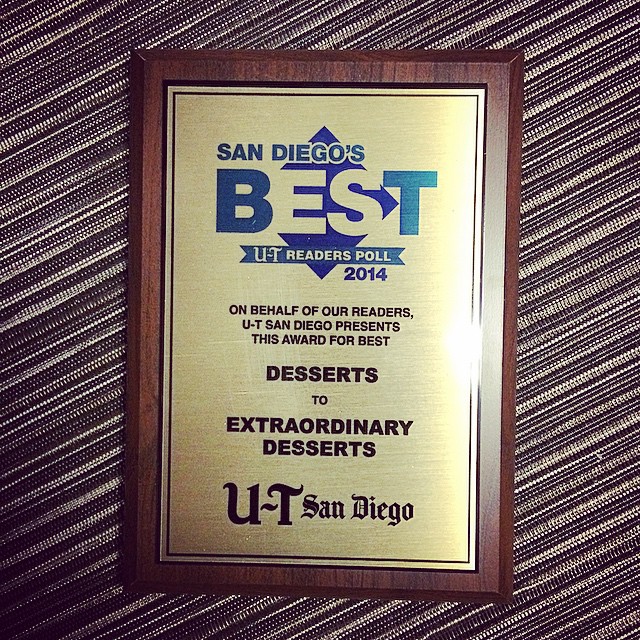 SAN DIEGO'S
BEST
U-T READERS POLL
2014
ON BEHALF OF OUR READERS,
U-T SAN DIEGO PRESENTS
THIS AWARD FOR BEST
DESSERTS
TO
EXTRAORDINARY
DESSERTS
U-T San Diego